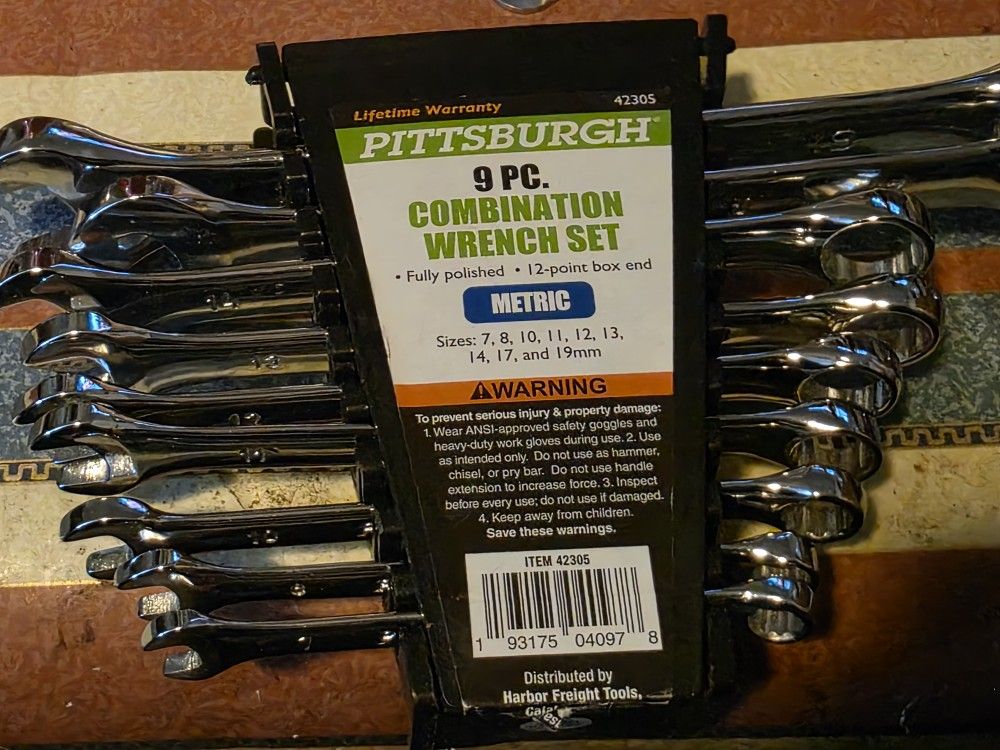 Lifetime Warranty 42305
PITTSBURGH®
9 PC.
COMBINATION
WRENCH SET
• Fully polished • 12-point box end
METRIC
Sizes: 7, 8, 10, 11, 12, 13,
14, 17, and 19mm
⚠WARNING
To prevent serious injury & property damage:
1. Wear ANSI-approved safety goggles and
heavy-duty work gloves during use. 2. Use
as intended only. Do not use as hammer,
chisel, or pry bar. Do not use handle
extension to increase force. 3. Inspect
before every use; do not use if damaged.
4. Keep away from children.
Save these warnings.
ITEM 42305
1 93175 04097 8
Distributed by
Harbor Freight Tools,